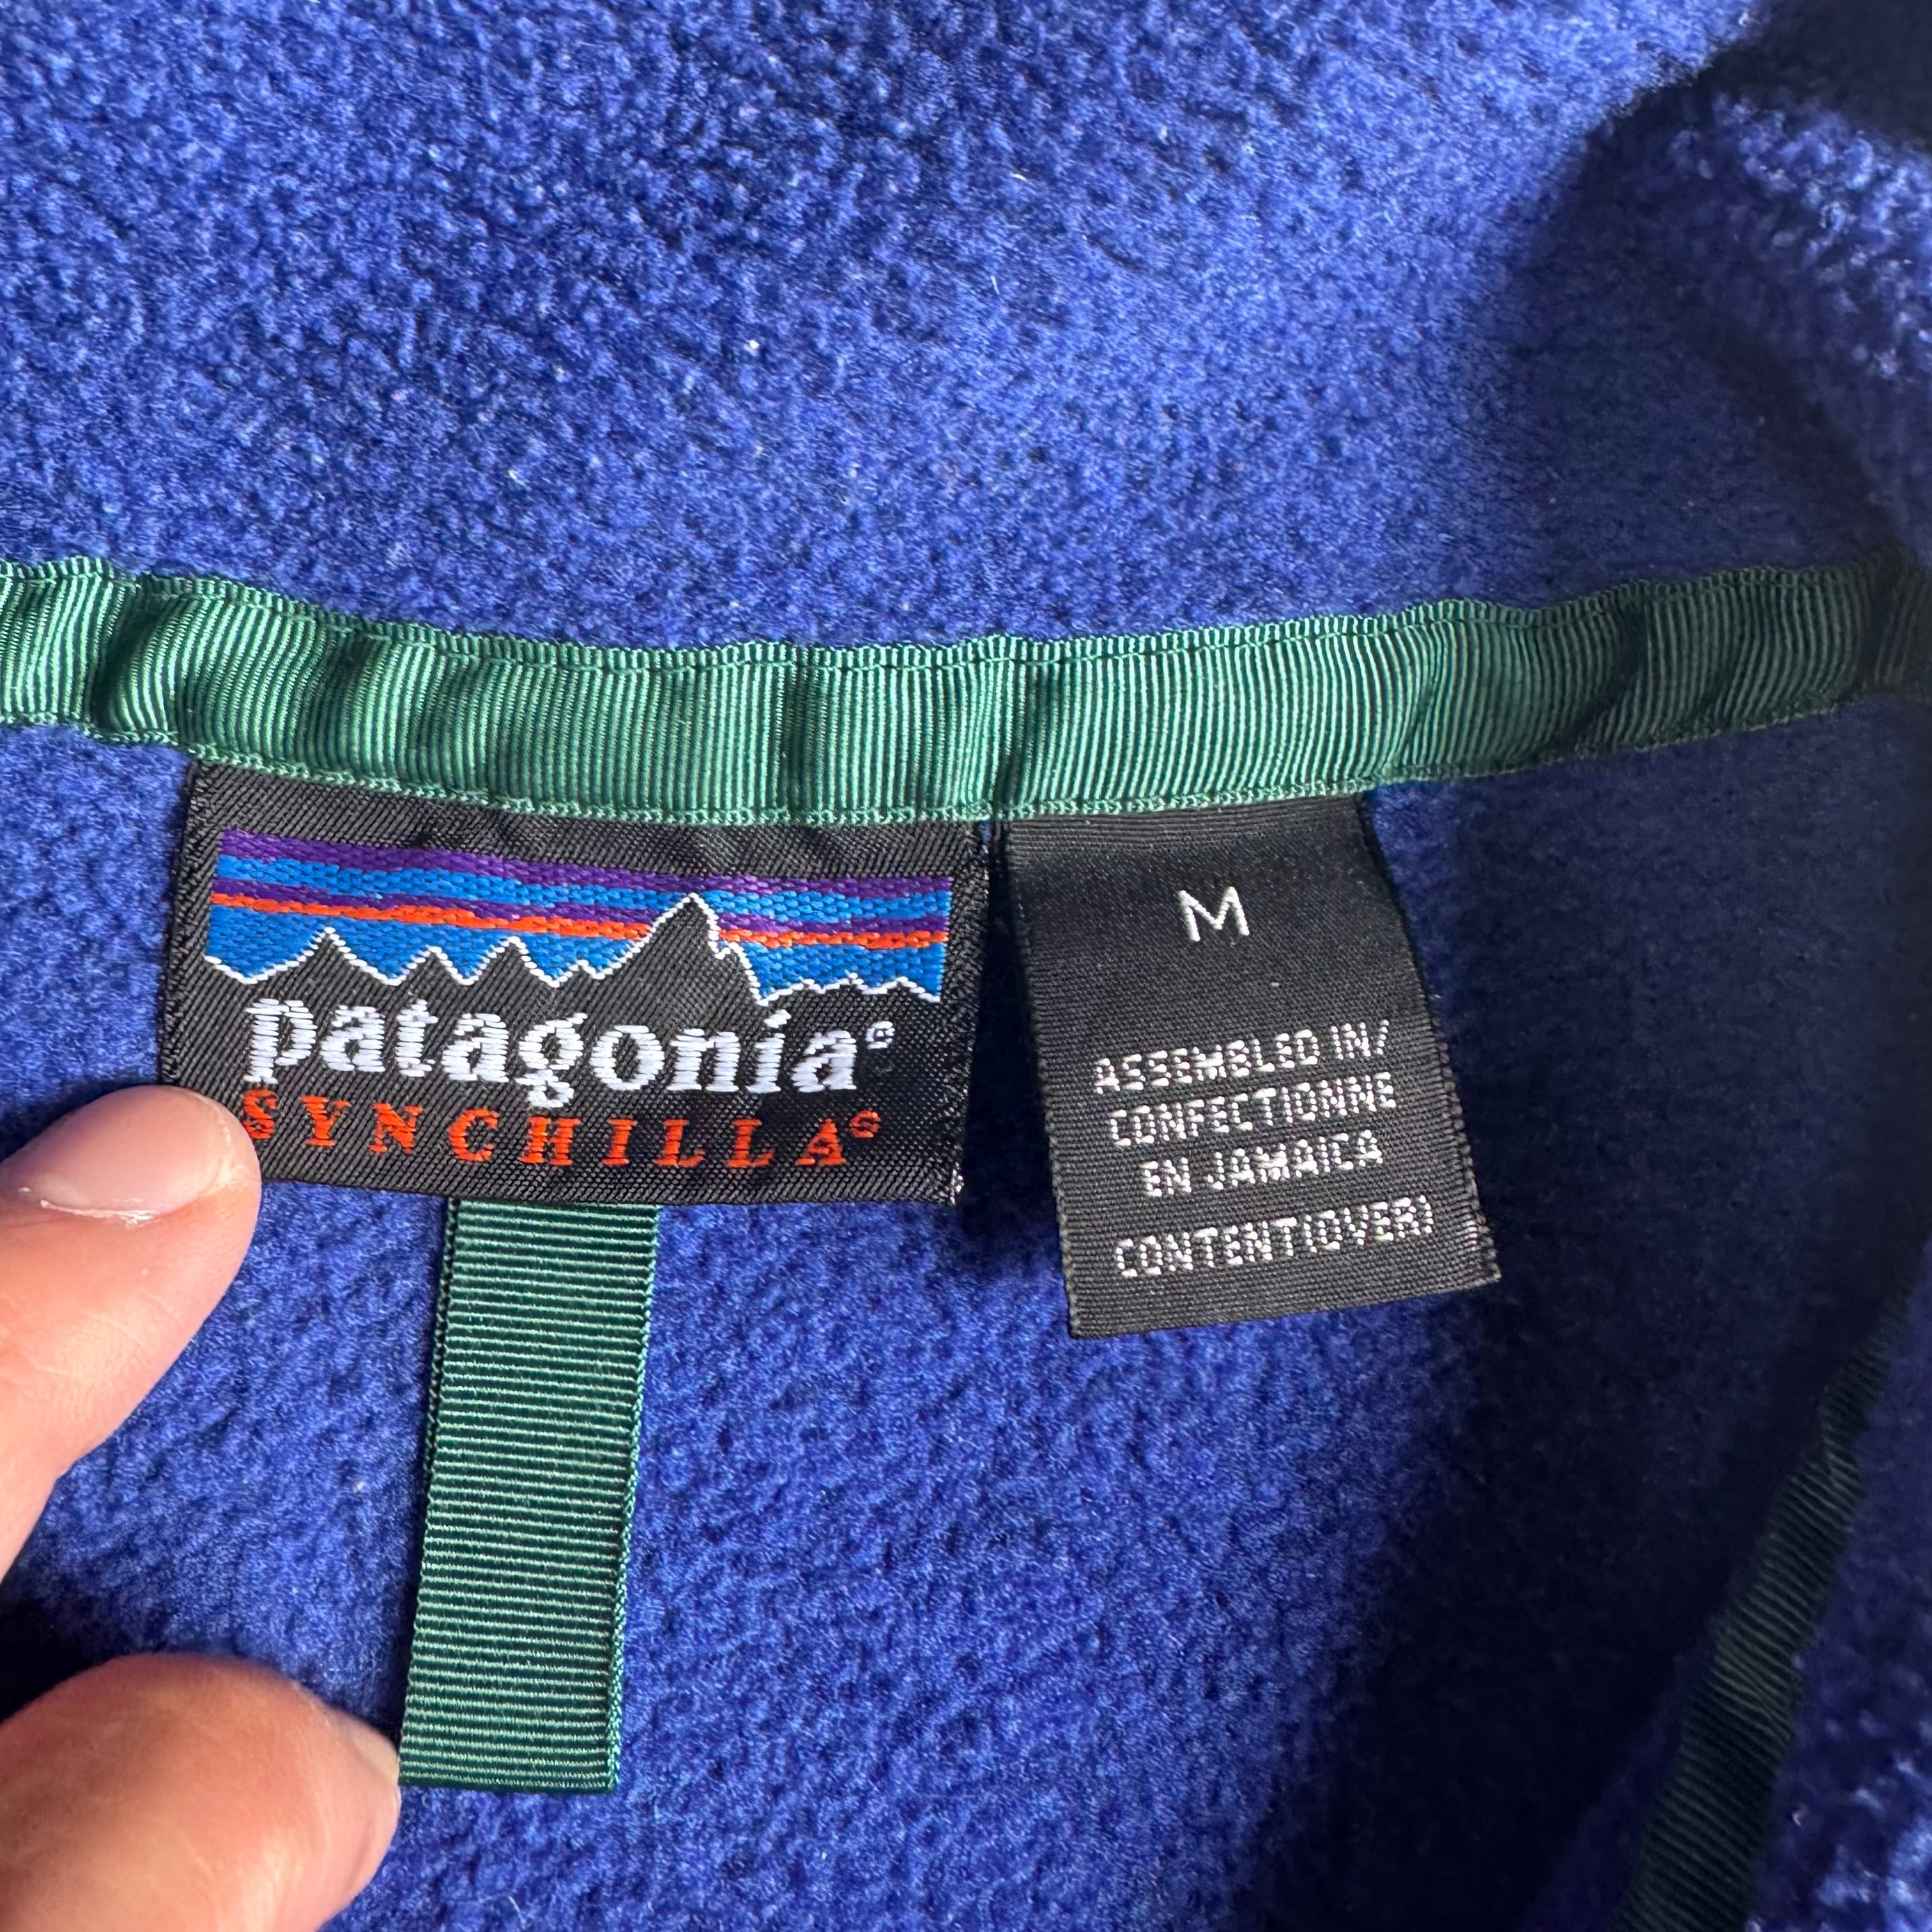 patagonia®
SYNCHILLA®
M
ASSEMBLED IN/
CONFECTIONNE
EN JAMAICA
CONTENT(OVER)